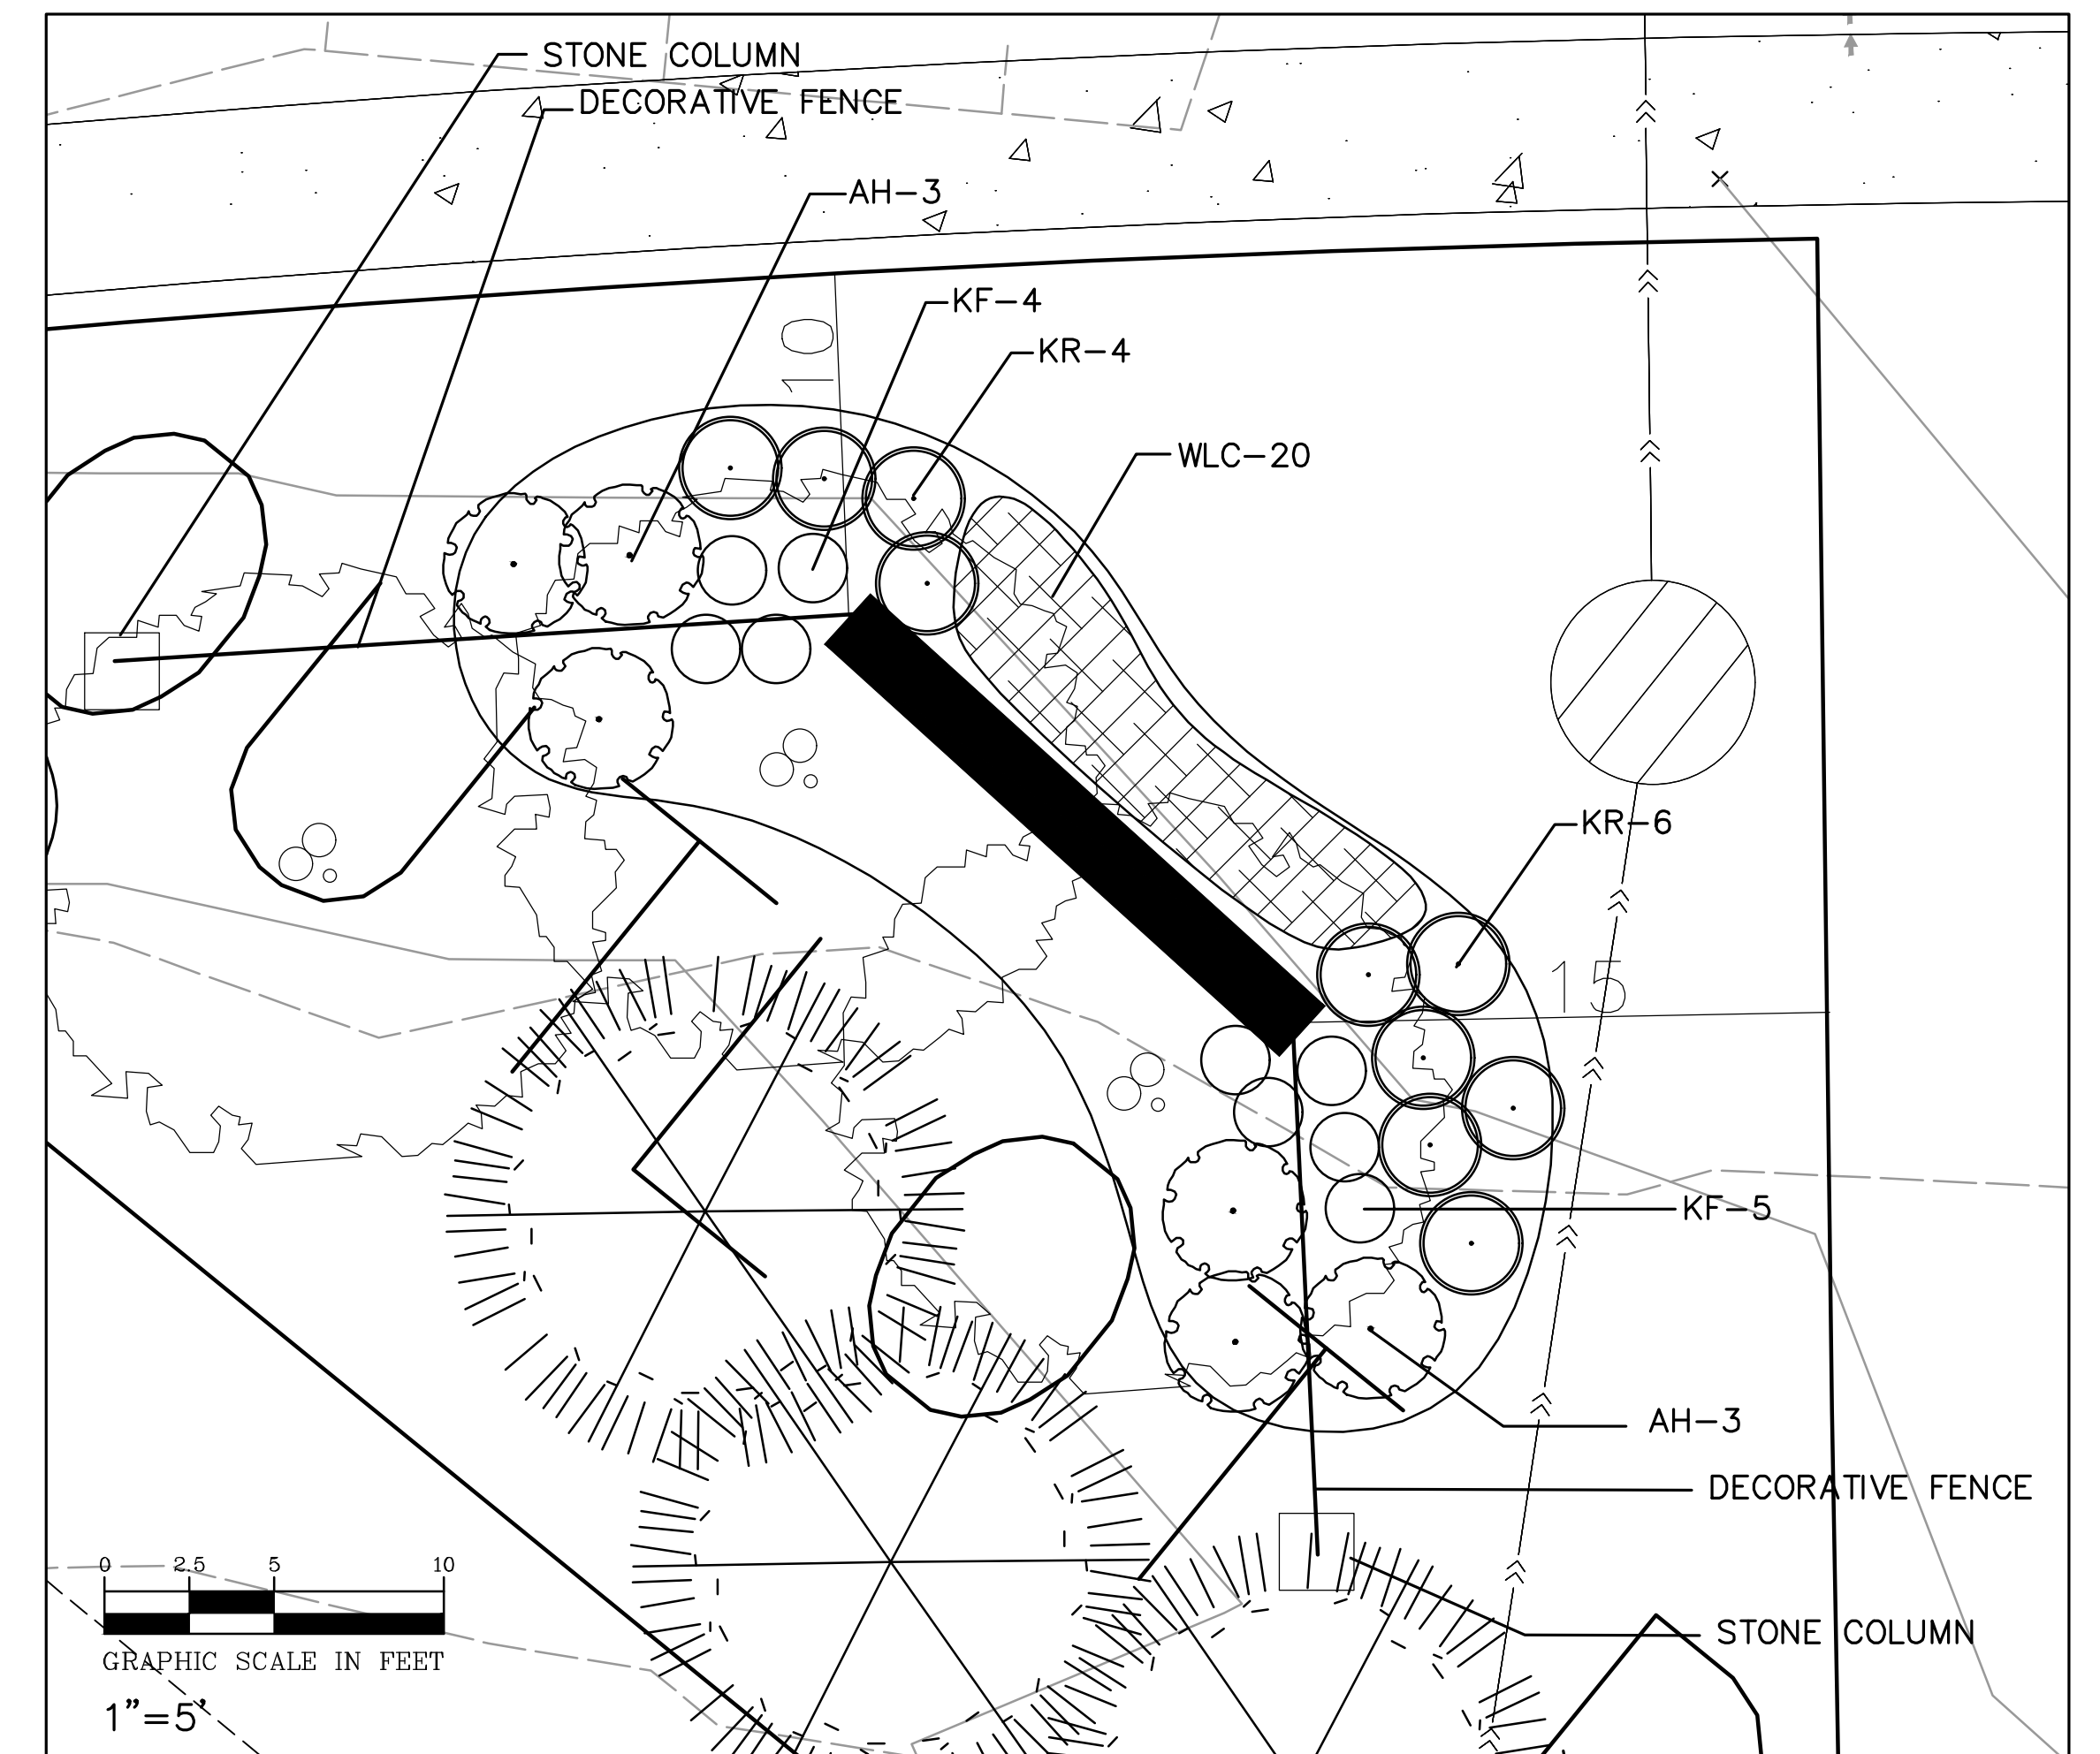 STONE COLUMN
DECORATIVE FENCE
AH-3
KF-4
10
KR-4
WLC-20
KR-6
15
KF-5
AH-3
DECORATIVE FENCE
STONE COLUMN
0 2.5 5 10
GRAPHIC SCALE IN FEET
1"=5'